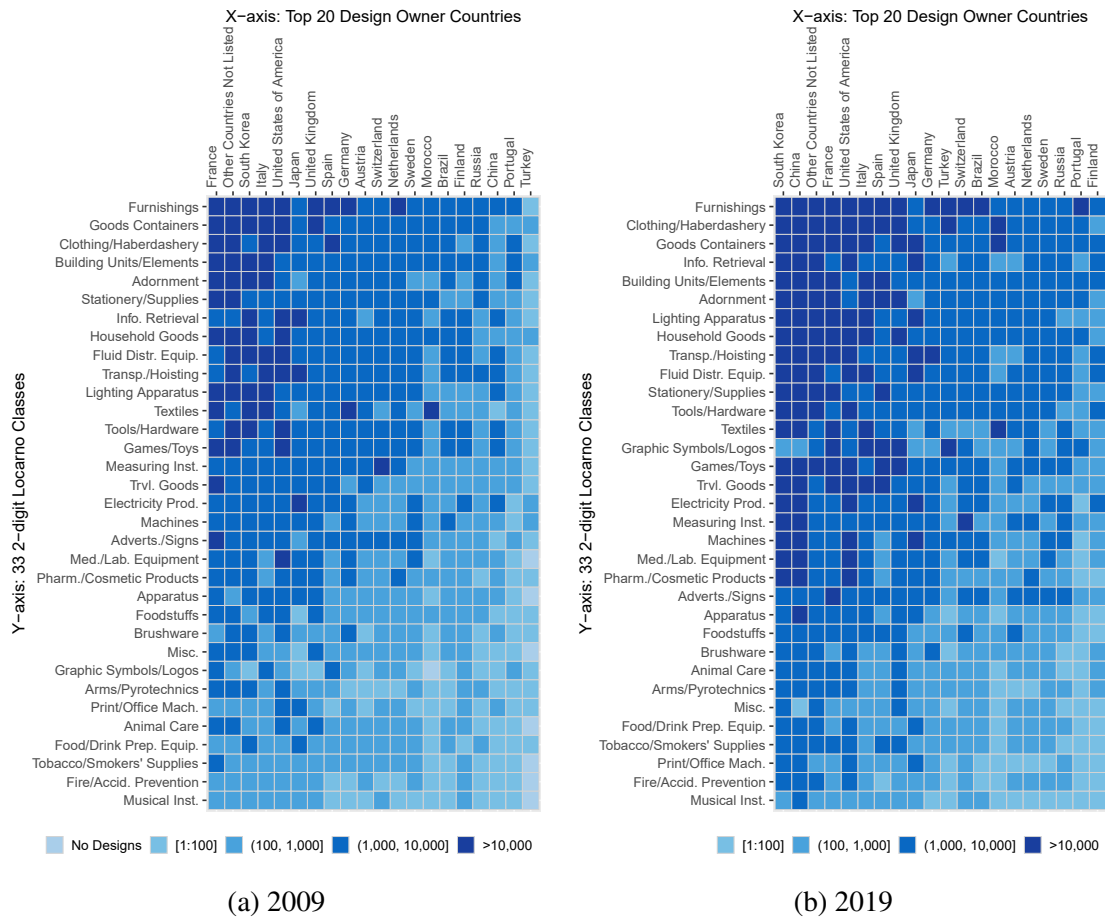 X−axis: Top 20 Design Owner Countries
France
Other Countries Not Listed
South Korea
Italy
United States of America
Japan
United Kingdom
Spain
Germany
Austria
Switzerland
Netherlands
Sweden
Morocco
Brazil
Finland
Russia
China
Portugal
Turkey
Y−axis: 33 2−digit Locarno Classes
Furnishings
Goods Containers
Clothing/Haberdashery
Building Units/Elements
Adornment
Stationery/Supplies
Info. Retrieval
Household Goods
Fluid Distr. Equip.
Transp./Hoisting
Lighting Apparatus
Textiles
Tools/Hardware
Games/Toys
Measuring Inst.
Trvl. Goods
Electricity Prod.
Machines
Adverts./Signs
Med./Lab. Equipment
Pharm./Cosmetic Products
Apparatus
Foodstuffs
Brushware
Misc.
Graphic Symbols/Logos
Arms/Pyrotechnics
Print/Office Mach.
Animal Care
Food/Drink Prep. Equip.
Tobacco/Smokers' Supplies
Fire/Accid. Prevention
Musical Inst.
No Designs [1:100] (100, 1,000] (1,000, 10,000] >10,000
(a) 2009
X−axis: Top 20 Design Owner Countries
South Korea
China
Other Countries Not Listed
France
United States of America
Italy
Spain
United Kingdom
Japan
Germany
Turkey
Switzerland
Brazil
Morocco
Austria
Netherlands
Sweden
Russia
Portugal
Finland
Y−axis: 33 2−digit Locarno Classes
Furnishings
Clothing/Haberdashery
Goods Containers
Info. Retrieval
Building Units/Elements
Adornment
Lighting Apparatus
Household Goods
Transp./Hoisting
Fluid Distr. Equip.
Stationery/Supplies
Tools/Hardware
Textiles
Graphic Symbols/Logos
Games/Toys
Trvl. Goods
Electricity Prod.
Measuring Inst.
Machines
Med./Lab. Equipment
Pharm./Cosmetic Products
Adverts./Signs
Apparatus
Foodstuffs
Brushware
Animal Care
Arms/Pyrotechnics
Misc.
Food/Drink Prep. Equip.
Tobacco/Smokers' Supplies
Print/Office Mach.
Fire/Accid. Prevention
Musical Inst.
[1:100] (100, 1,000] (1,000, 10,000] >10,000
(b) 2019